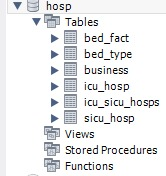 hosp
Tables
bed_fact
bed_type
business
icu_hosp
icu_sicu_hosps
sicu_hosp
Views
Stored Procedures
Functions